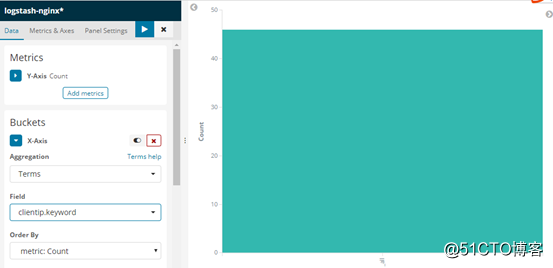 logstash-nginx*
Data Metrics & Axes Panel Settings
Metrics
Y-Axis Count
Add metrics
Buckets
X-Axis
Aggregation Terms help
Terms
Field
clientip.keyword
Order By
metric: Count
50
40
30
20
10
0
Count
@51CTO博客